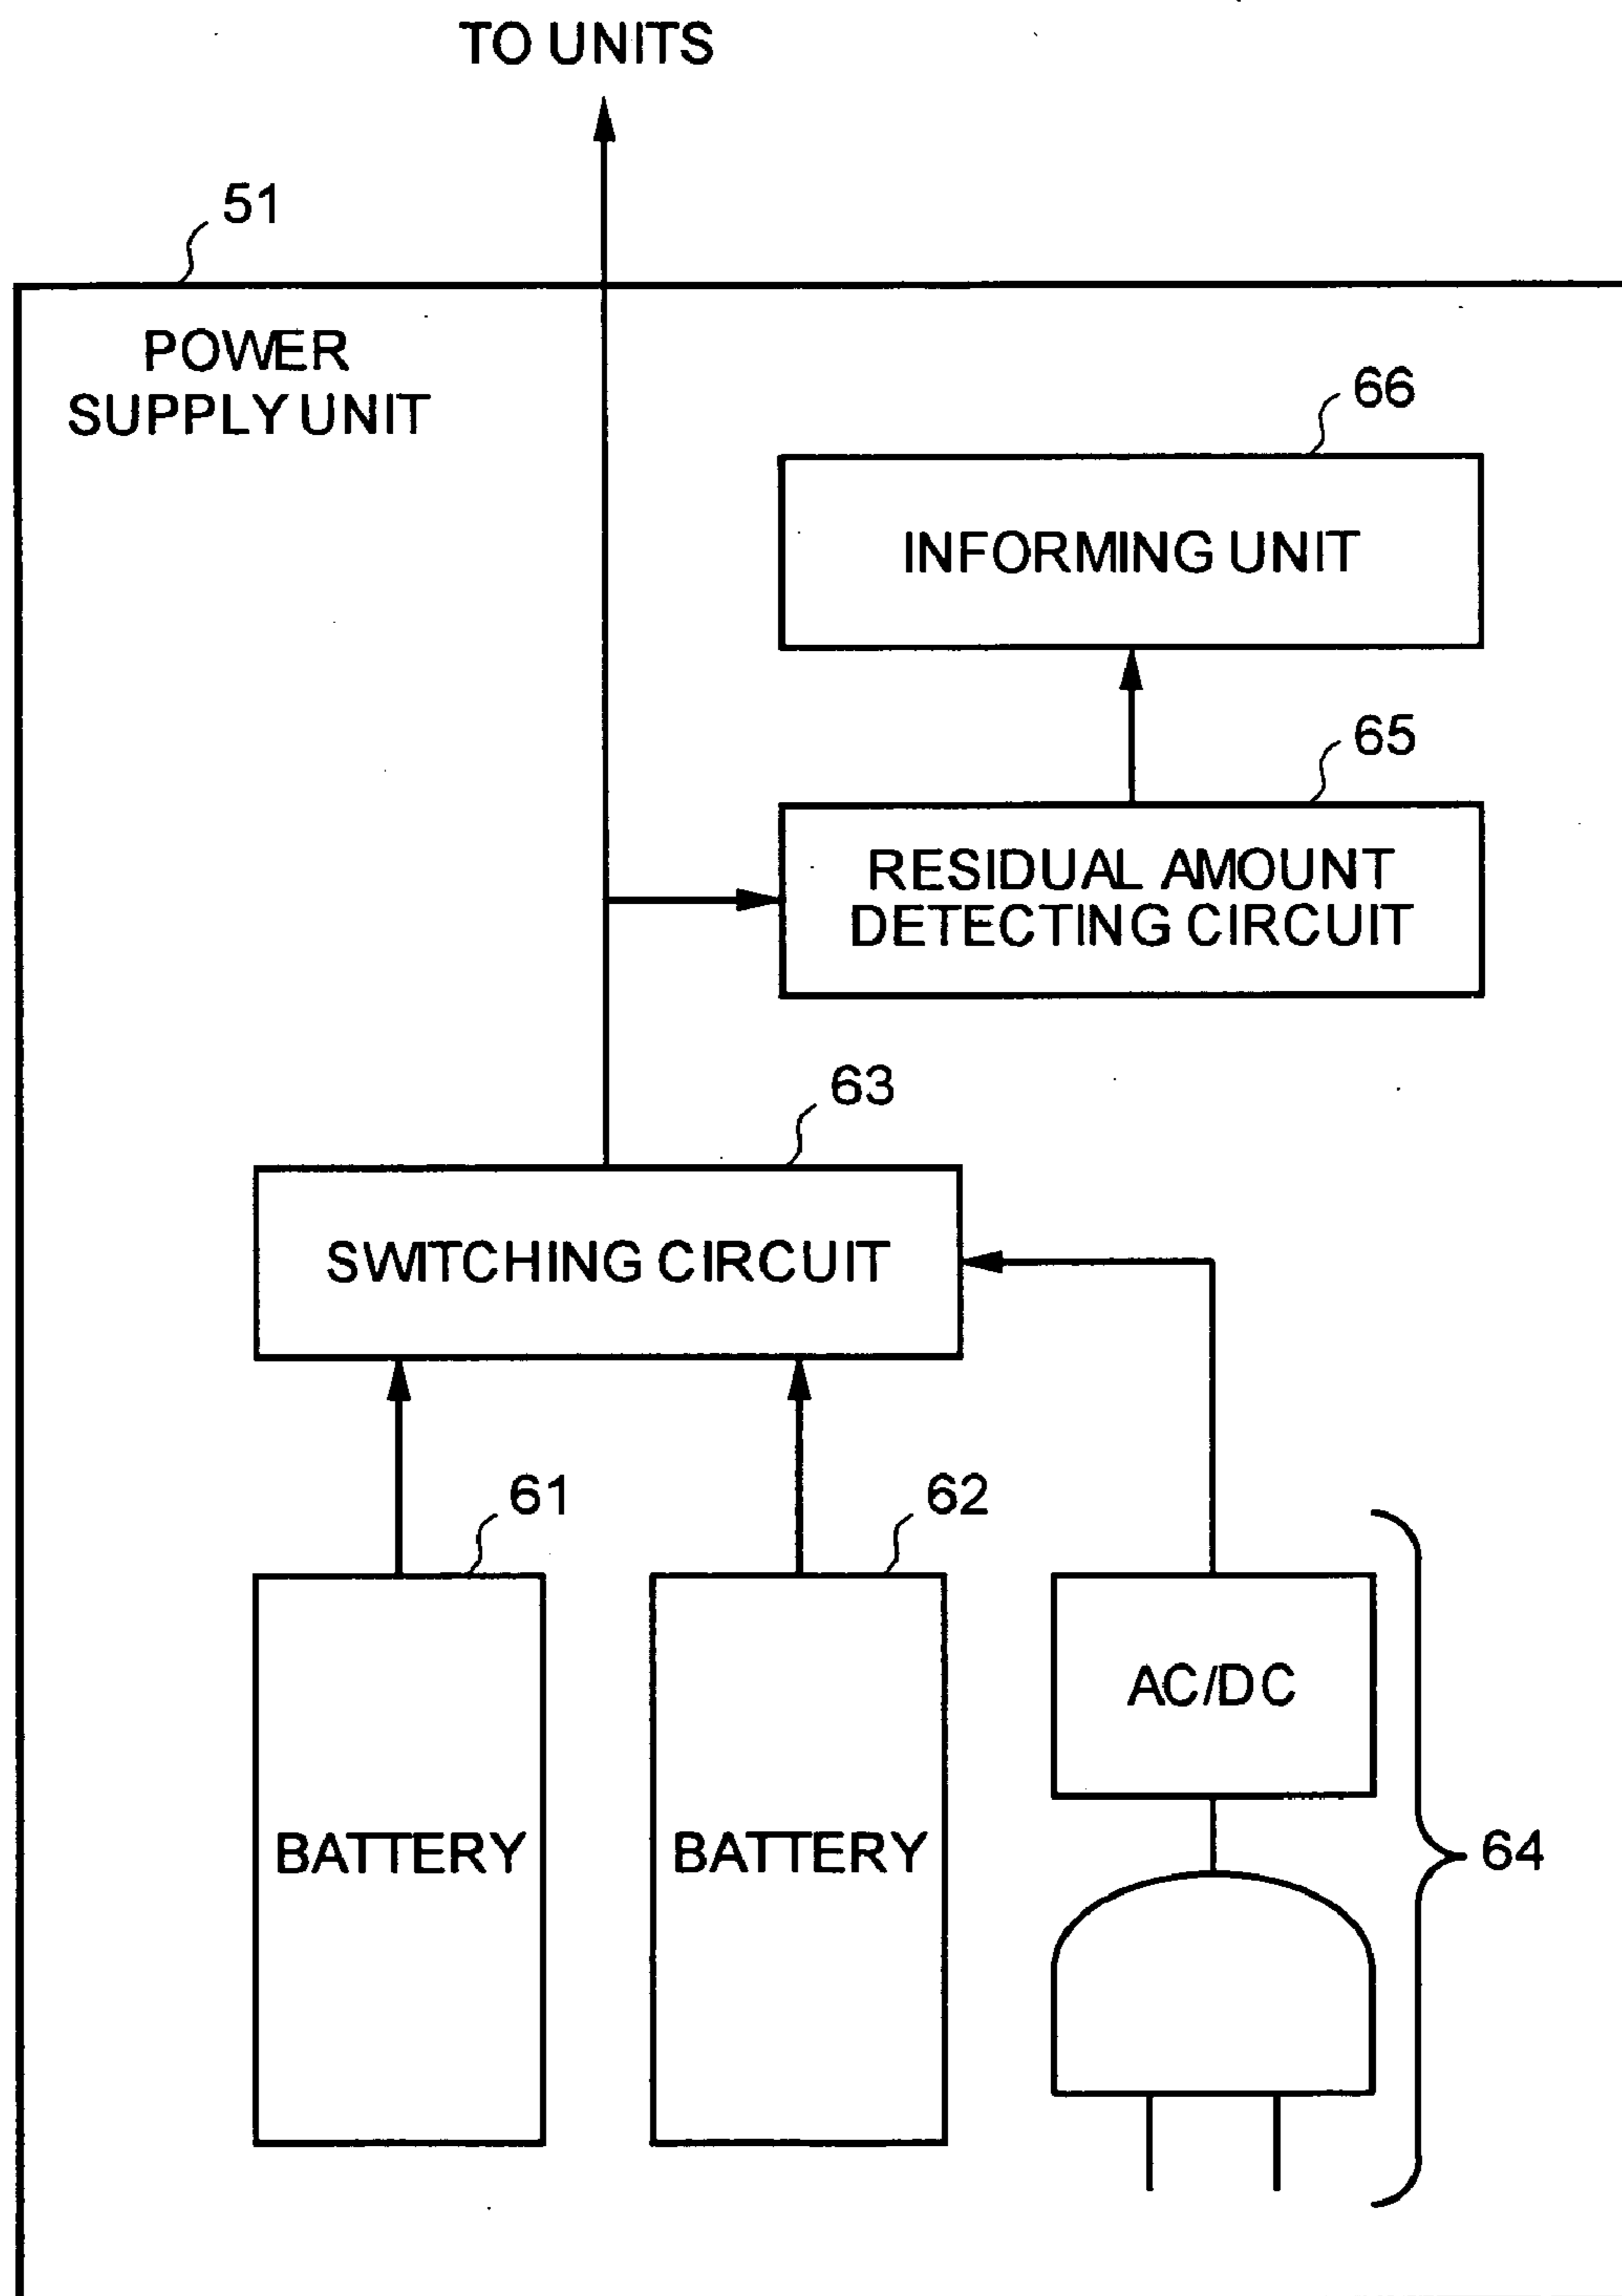 TO UNITS
51
POWER
SUPPLY UNIT
66
INFORMING UNIT
65
RESIDUAL AMOUNT
DETECTING CIRCUIT
63
SWITCHING CIRCUIT
61
62
AC/DC
BATTERY
BATTERY
64